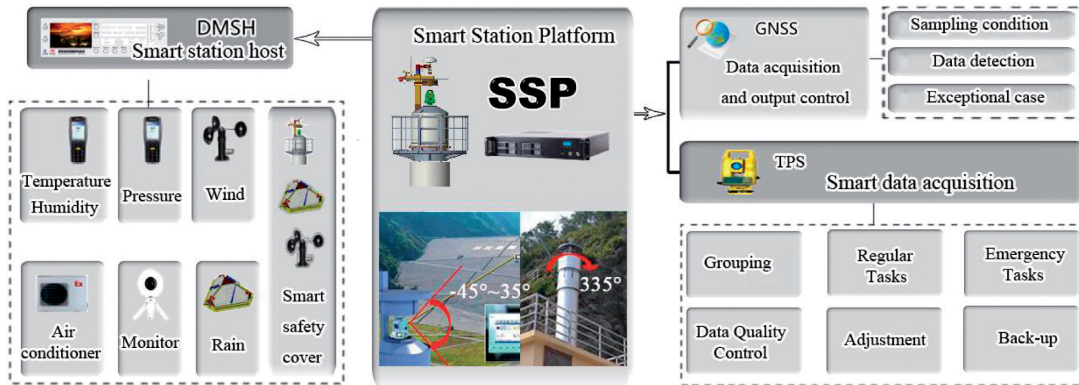 DMSH
Smart station host
Temperature
Humidity
Pressure
Wind
Ex
Air
conditioner
Monitor
Rain
Smart
safety
cover
Smart Station Platform
SSP
-45°~35°
335°
GNSS
Data acquisition
and output control
Sampling condition
Data detection
Exceptional case
TPS
Smart data acquisition
Grouping
Regular
Tasks
Emergency
Tasks
Data Quality
Control
Adjustment
Back-up